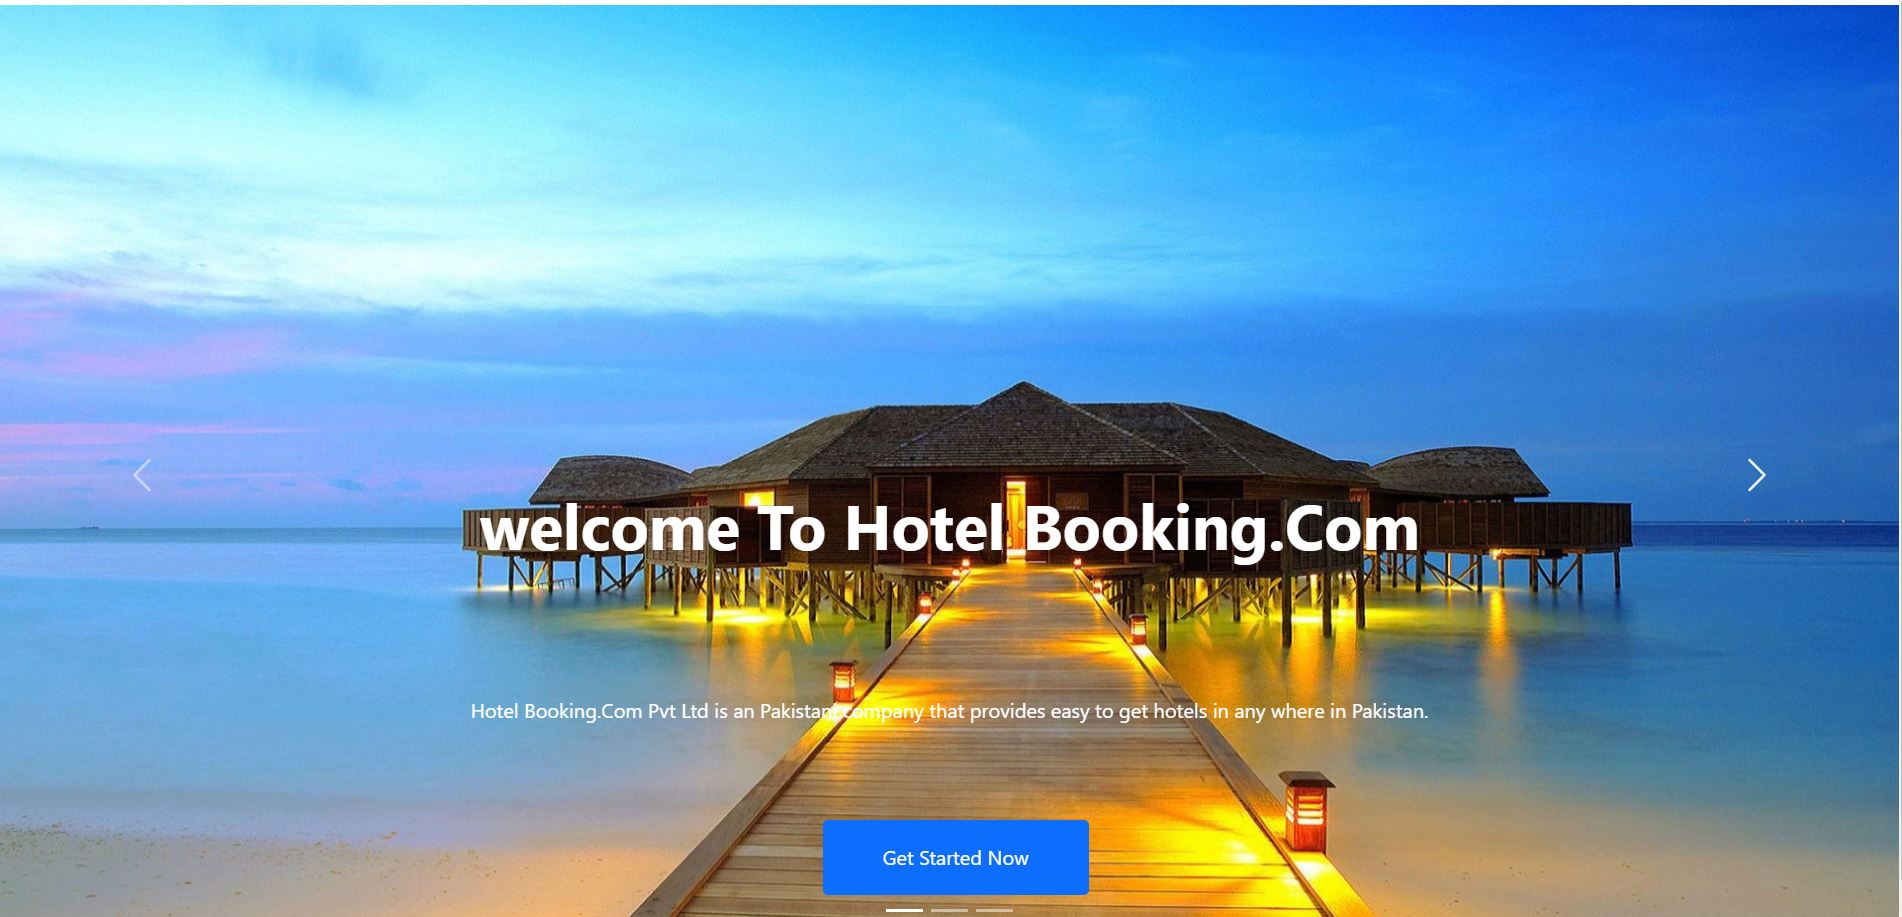 welcome To Hotel Booking.Com
Hotel Booking.Com Pvt Ltd is an Pakistani company that provides easy to get hotels in any where in Pakistan.
Get Started Now